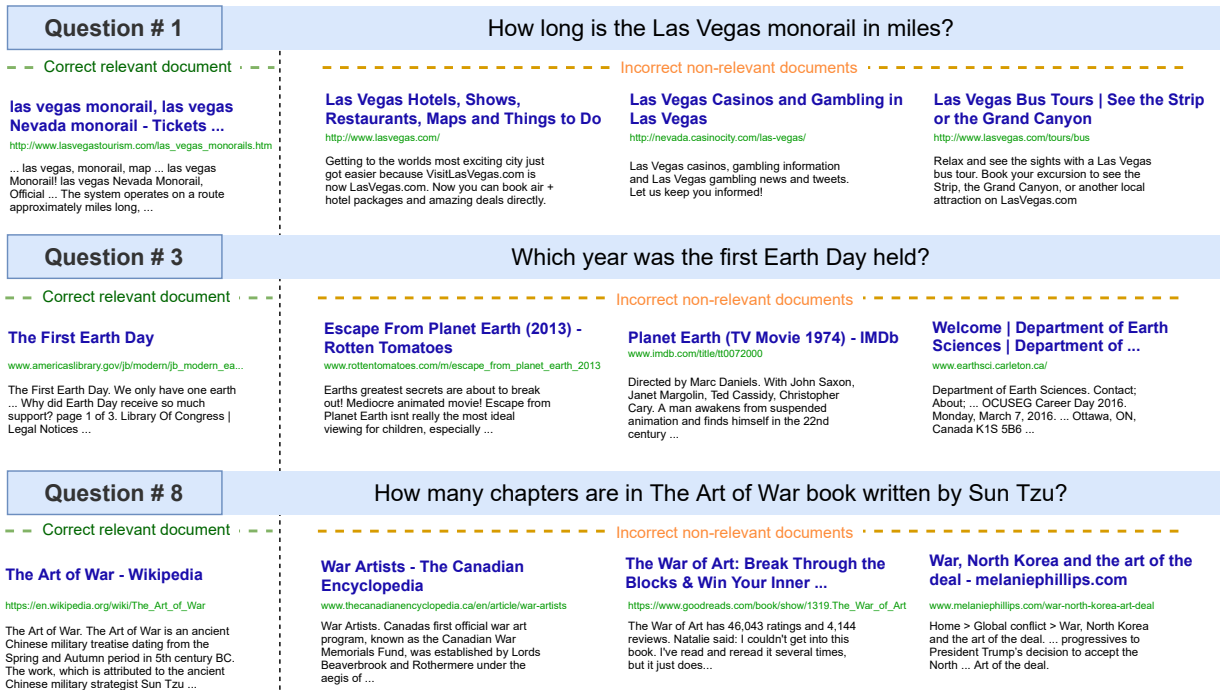 Question # 1
How long is the Las Vegas monorail in miles?
Correct relevant document
Incorrect non-relevant documents
las vegas monorail, las vegas
Nevada monorail - Tickets ...
http://www.lasvegastourism.com/las_vegas_monorails.htm
... las vegas, monorail, map ... las vegas
Monorail! las vegas Nevada Monorail,
Official ... The system operates on a route
approximately miles long, ...
Las Vegas Hotels, Shows,
Restaurants, Maps and Things to Do
http://www.lasvegas.com/
Getting to the worlds most exciting city just
got easier because VisitLasVegas.com is
now LasVegas.com. Now you can book air +
hotel packages and amazing deals directly.
Las Vegas Casinos and Gambling in
Las Vegas
http://nevada.casinocity.com/las-vegas/
Las Vegas casinos, gambling information
and Las Vegas gambling news and tweets.
Let us keep you informed!
Las Vegas Bus Tours | See the Strip
or the Grand Canyon
http://www.lasvegas.com/tours/bus
Relax and see the sights with a Las Vegas
bus tour. Book your excursion to see the
Strip, the Grand Canyon, or another local
attraction on LasVegas.com
Question # 3
Which year was the first Earth Day held?
Correct relevant document
Incorrect non-relevant documents
The First Earth Day
www.americaslibrary.gov/jb/modern/jb_modern_ea...
The First Earth Day. We only have one earth
... Why did Earth Day receive so much
support? page 1 of 3. Library Of Congress |
Legal Notices ...
Escape From Planet Earth (2013) -
Rotten Tomatoes
www.rottentomatoes.com/m/escape_from_planet_earth_2013
Earths greatest secrets are about to break
out! Mediocre animated movie! Escape from
Planet Earth isnt really the most ideal
viewing for children, especially ...
Planet Earth (TV Movie 1974) - IMDb
www.imdb.com/title/tt0072000
Directed by Marc Daniels. With John Saxon,
Janet Margolin, Ted Cassidy, Christopher
Cary. A man awakens from suspended
animation and finds himself in the 22nd
century ...
Welcome | Department of Earth
Sciences | Department of ...
www.earthsci.carleton.ca/
Department of Earth Sciences. Contact;
About; ... OCUSEG Career Day 2016.
Monday, March 7, 2016. ... Ottawa, ON,
Canada K1S 5B6 ...
Question # 8
How many chapters are in The Art of War book written by Sun Tzu?
Correct relevant document
Incorrect non-relevant documents
The Art of War - Wikipedia
https://en.wikipedia.org/wiki/The_Art_of_War
The Art of War. The Art of War is an ancient
Chinese military treatise dating from the
Spring and Autumn period in 5th century BC.
The work, which is attributed to the ancient
Chinese military strategist Sun Tzu ...
War Artists - The Canadian
Encyclopedia
www.thecanadianencyclopedia.ca/en/article/war-artists
War Artists. Canadas first official war art
program, known as the Canadian War
Memorials Fund, was established by Lords
Beaverbrook and Rothermere under the
aegis of ...
The War of Art: Break Through the
Blocks & Win Your Inner ...
https://www.goodreads.com/book/show/1319.The_War_of_Art
The War of Art has 46,043 ratings and 4,144
reviews. Natalie said: I couldn't get into this
book. I've read and reread it several times,
but it just does...
War, North Korea and the art of the
deal - melaniephillips.com
www.melaniephillips.com/war-north-korea-art-deal
Home > Global conflict > War, North Korea
and the art of the deal. ... progressives to
President Trump's decision to accept the
North ... Art of the deal.